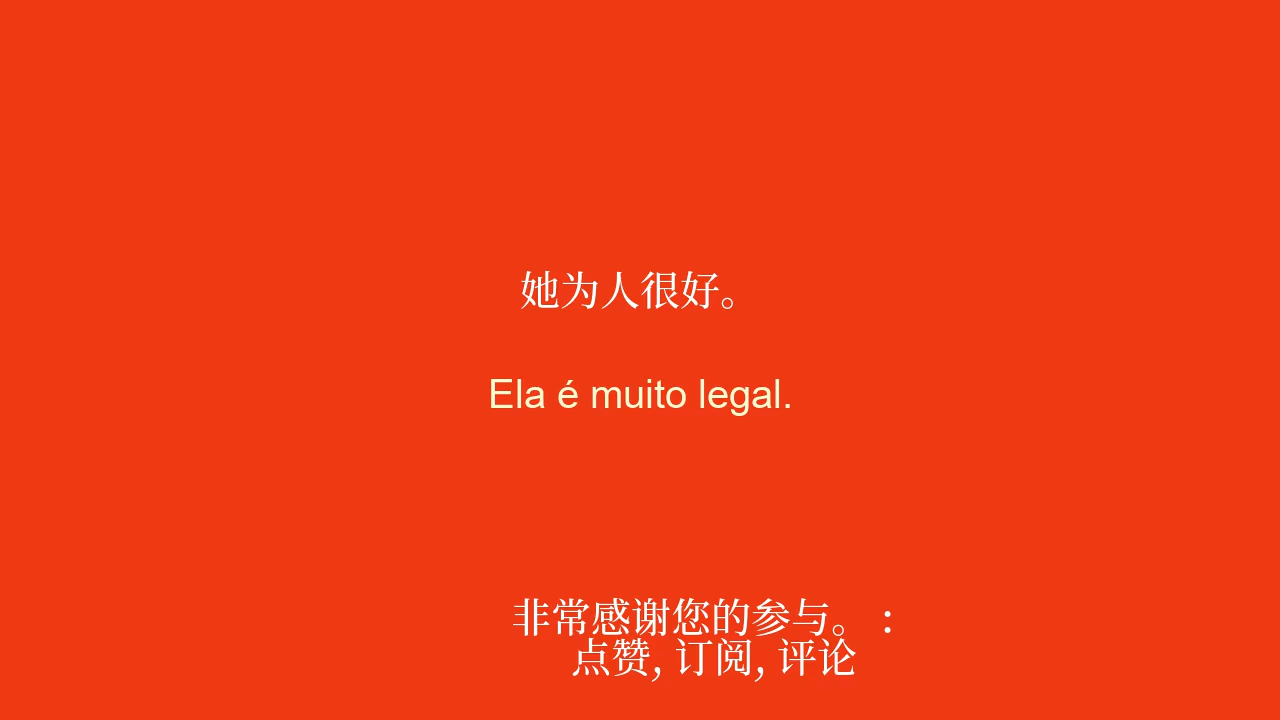 她为人很好。
Ela é muito legal.
非常感谢您的参与。 :
点赞, 订阅, 评论